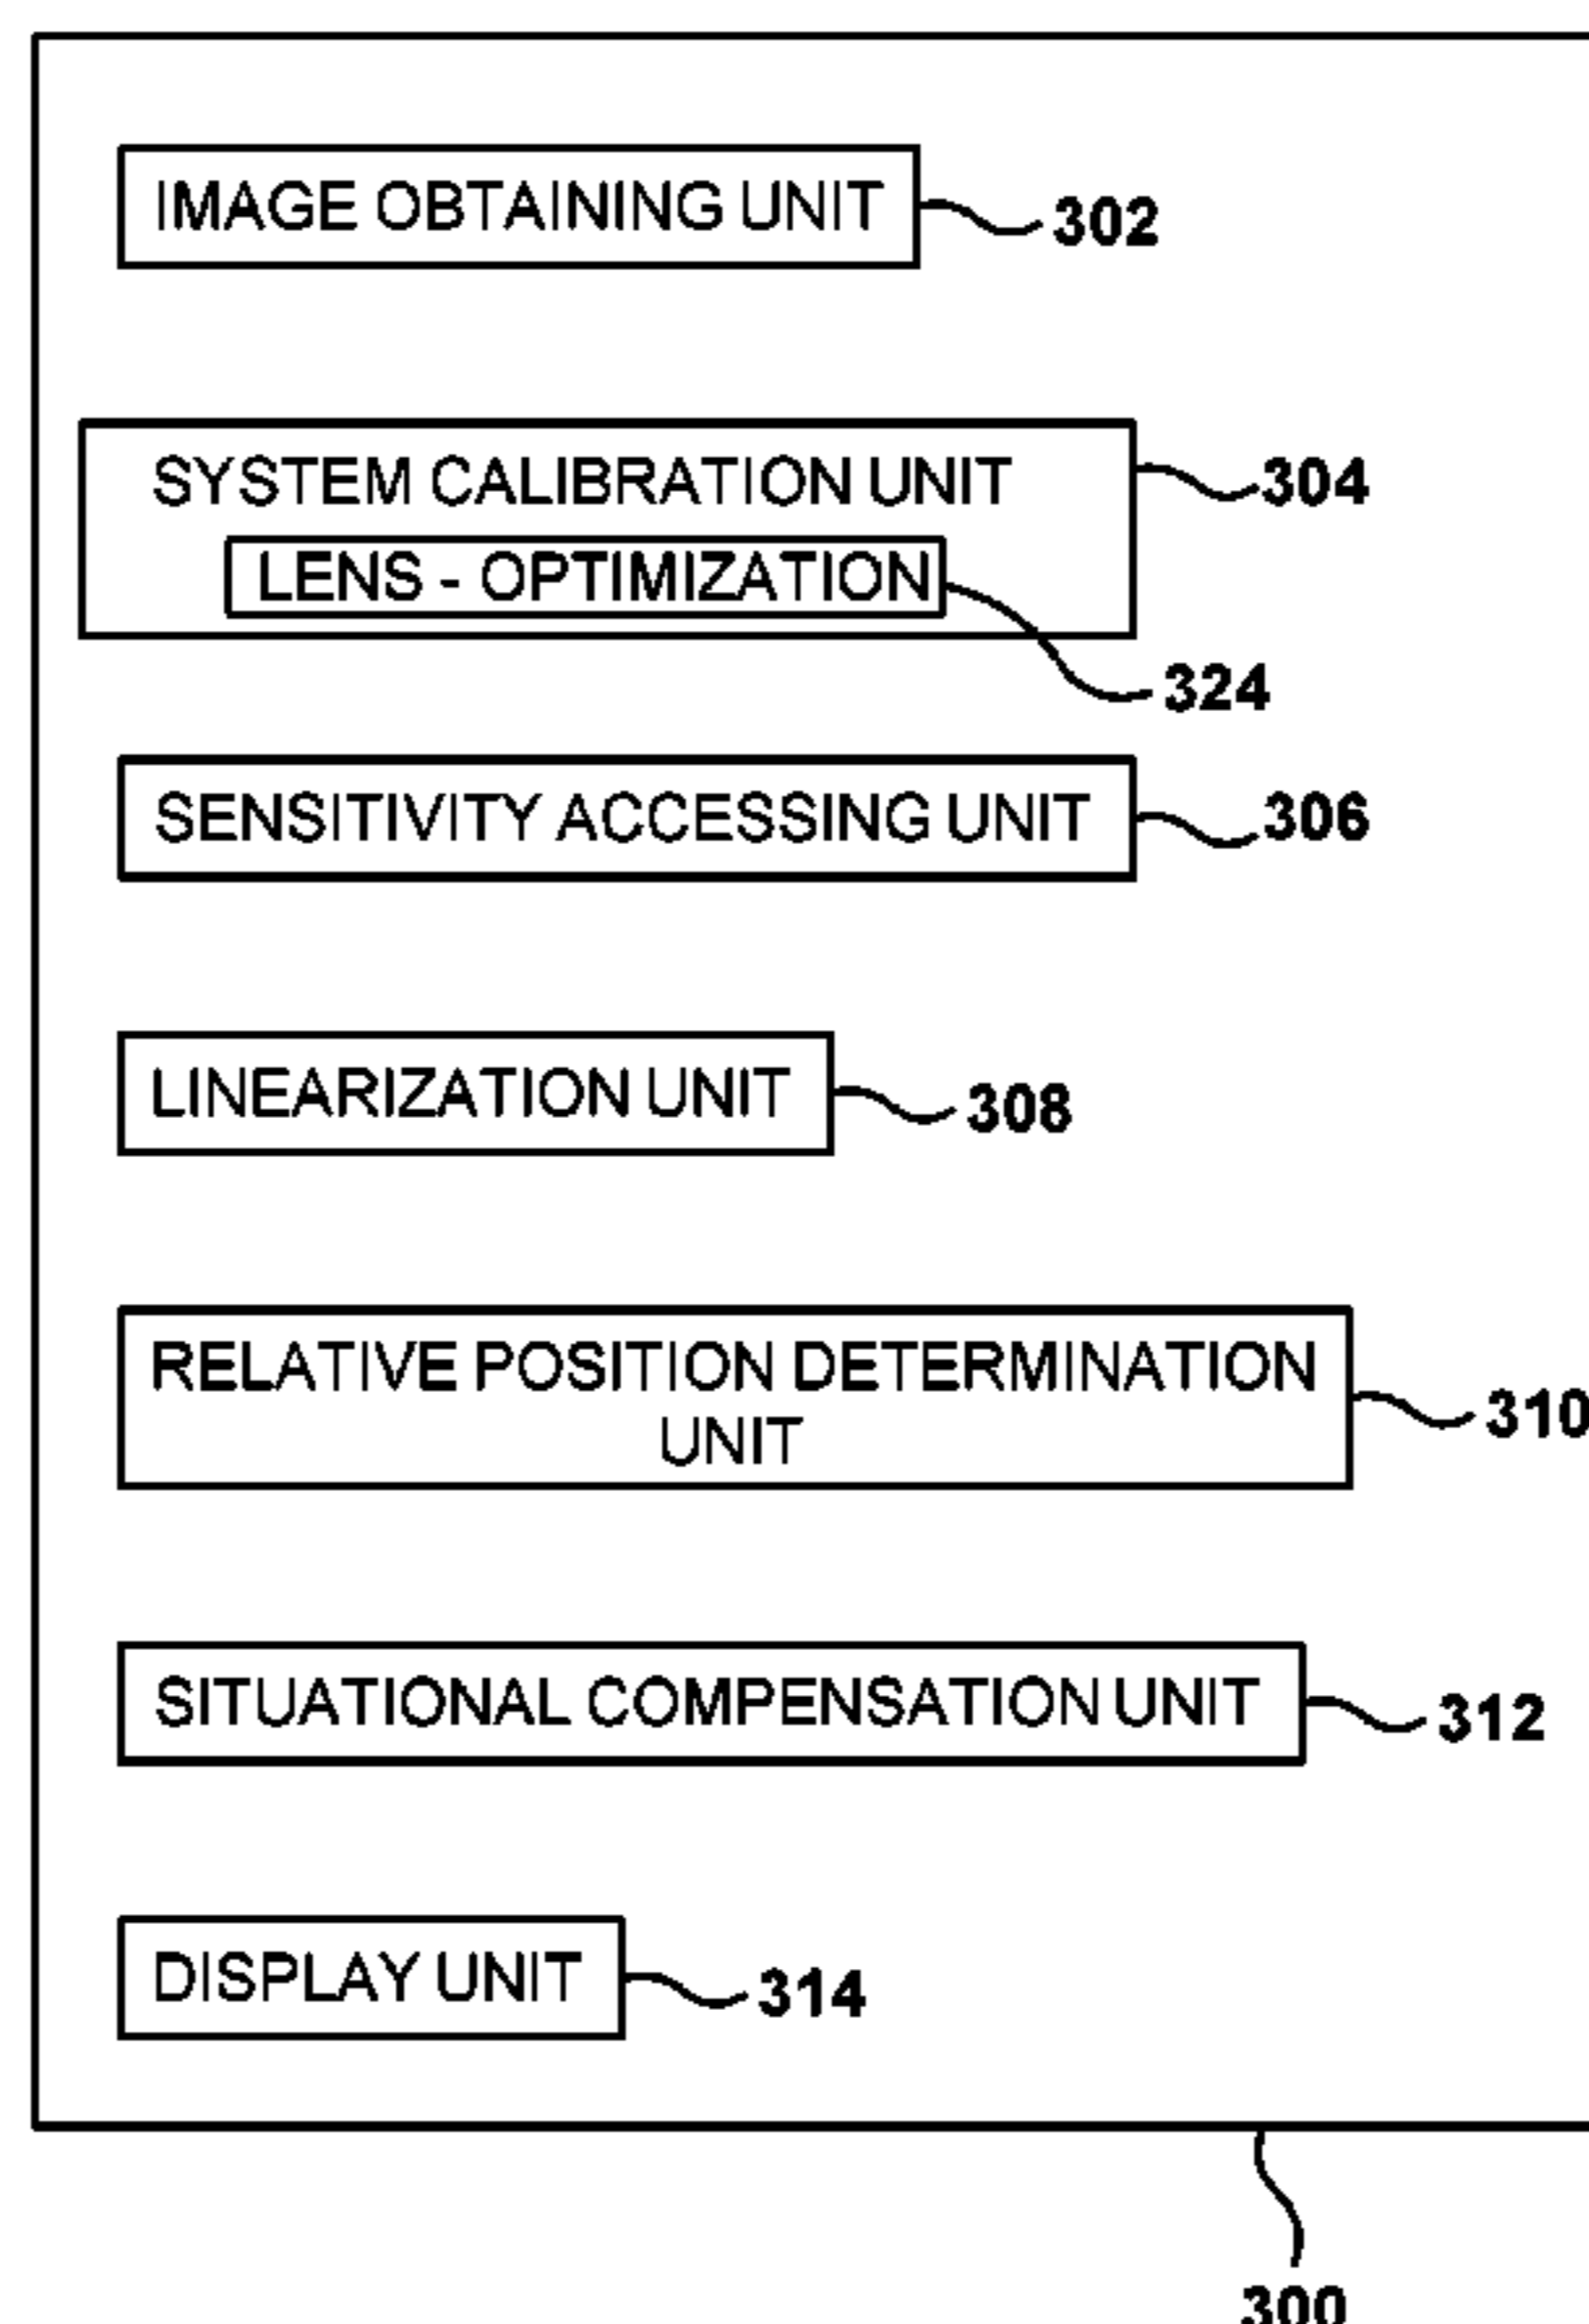 IMAGE OBTAINING UNIT
302
SYSTEM CALIBRATION UNIT
304
LENS - OPTIMIZATION
324
SENSITIVITY ACCESSING UNIT
306
LINEARIZATION UNIT
308
RELATIVE POSITION DETERMINATION
UNIT
310
SITUATIONAL COMPENSATION UNIT
312
DISPLAY UNIT
314
300